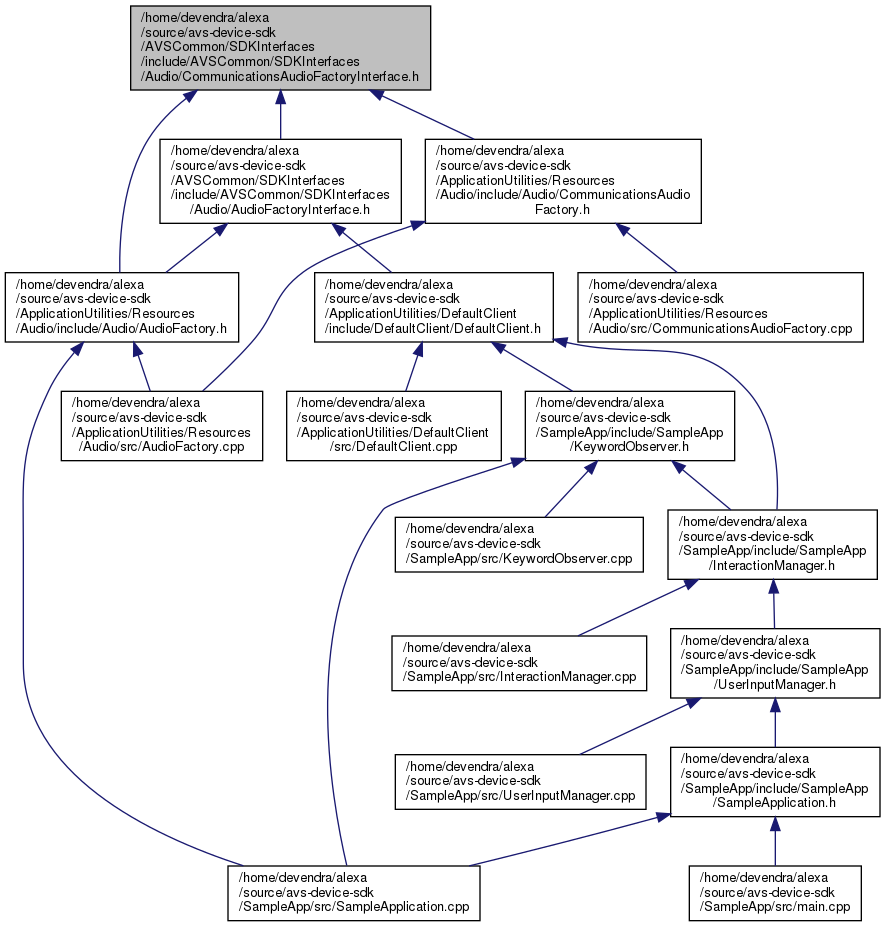 /home/devendra/alexa
/source/avs-device-sdk
/AVSCommon/SDKInterfaces
/include/AVSCommon/SDKInterfaces
/Audio/CommunicationsAudioFactoryInterface.h
/home/devendra/alexa
/source/avs-device-sdk
/AVSCommon/SDKInterfaces
/include/AVSCommon/SDKInterfaces
/Audio/AudioFactoryInterface.h
/home/devendra/alexa
/source/avs-device-sdk
/ApplicationUtilities/Resources
/Audio/include/Audio/CommunicationsAudio
Factory.h
/home/devendra/alexa
/source/avs-device-sdk
/ApplicationUtilities/Resources
/Audio/include/Audio/AudioFactory.h
/home/devendra/alexa
/source/avs-device-sdk
/ApplicationUtilities/DefaultClient
/include/DefaultClient/DefaultClient.h
/home/devendra/alexa
/source/avs-device-sdk
/ApplicationUtilities/Resources
/Audio/src/CommunicationsAudioFactory.cpp
/home/devendra/alexa
/source/avs-device-sdk
/ApplicationUtilities/Resources
/Audio/src/AudioFactory.cpp
/home/devendra/alexa
/source/avs-device-sdk
/ApplicationUtilities/DefaultClient
/src/DefaultClient.cpp
/home/devendra/alexa
/source/avs-device-sdk
/SampleApp/include/SampleApp
/KeywordObserver.h
/home/devendra/alexa
/source/avs-device-sdk
/SampleApp/src/KeywordObserver.cpp
/home/devendra/alexa
/source/avs-device-sdk
/SampleApp/include/SampleApp
/InteractionManager.h
/home/devendra/alexa
/source/avs-device-sdk
/SampleApp/src/InteractionManager.cpp
/home/devendra/alexa
/source/avs-device-sdk
/SampleApp/include/SampleApp
/UserInputManager.h
/home/devendra/alexa
/source/avs-device-sdk
/SampleApp/src/UserInputManager.cpp
/home/devendra/alexa
/source/avs-device-sdk
/SampleApp/include/SampleApp
/SampleApplication.h
/home/devendra/alexa
/source/avs-device-sdk
/SampleApp/src/SampleApplication.cpp
/home/devendra/alexa
/source/avs-device-sdk
/SampleApp/src/main.cpp